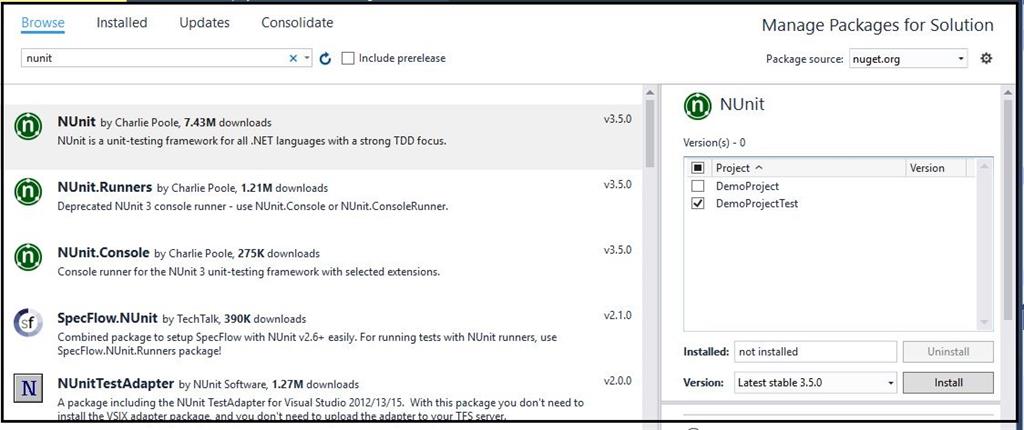 Browse Installed Updates Consolidate
Manage Packages for Solution
nunit
Include prerelease
Package source: nuget.org
NUnit by Charlie Poole, 7.43M downloads
v3.5.0
NUnit is a unit-testing framework for all .NET languages with a strong TDD focus.
NUnit.Runners by Charlie Poole, 1.21M downloads
v3.5.0
Deprecated NUnit 3 console runner - use NUnit.Console or NUnit.ConsoleRunner.
NUnit.Console by Charlie Poole, 275K downloads
v3.5.0
Console runner for the NUnit 3 unit-testing framework with selected extensions.
sf
SpecFlow.NUnit by TechTalk, 390K downloads
v2.1.0
Combined package to setup SpecFlow with NUnit v2.6+ easily. For running tests with NUnit runners, use
SpecFlow.NUnit.Runners package!
N
NUnitTestAdapter by NUnit Software, 1.27M downloads
v2.0.0
A package including the NUnit TestAdapter for Visual Studio 2012/13/15. With this package you don't need to
install the VSIX adapter package, and you don't need to upload the adapter to your TFS server.
n NUnit
Version(s) - 0
Project Version
DemoProject
DemoProjectTest
Installed: not installed Uninstall
Version: Latest stable 3.5.0 Install